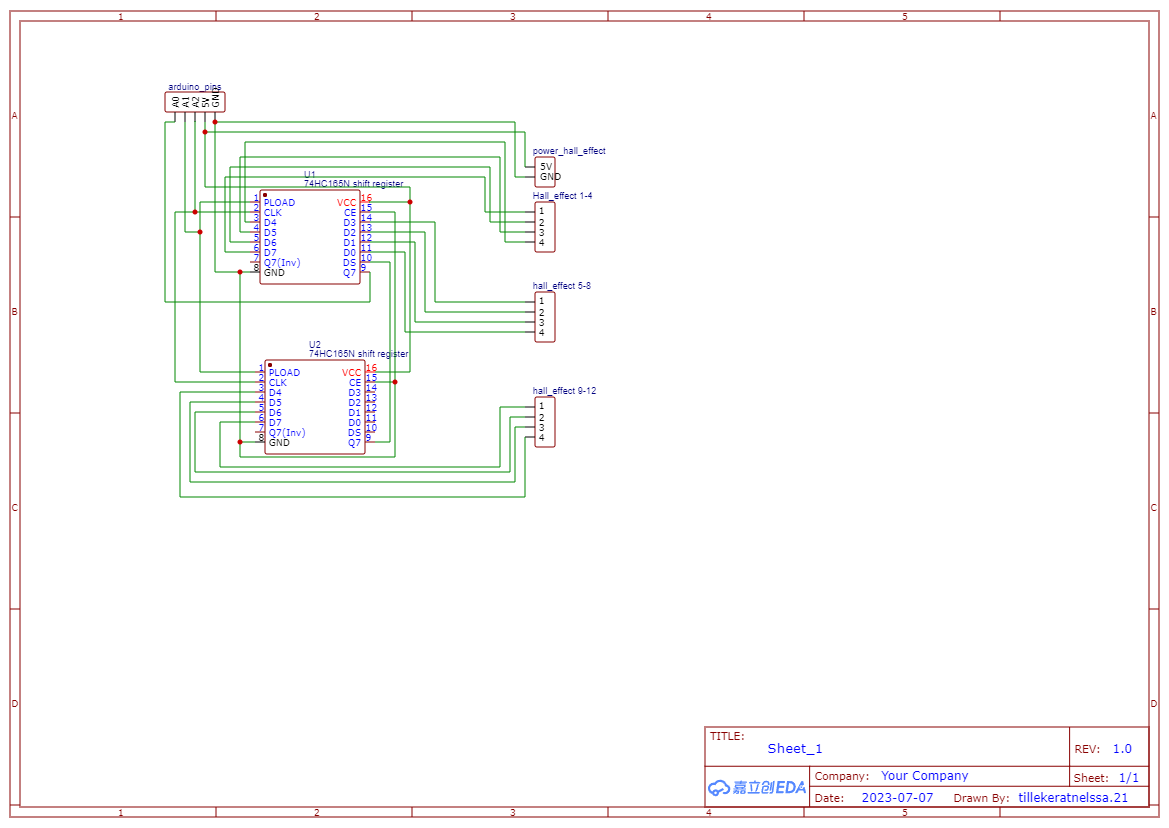 1 2 3 4 5
A A
B B
C C
D D
1 2 3 4 5
arduino_pins
A0
A1
A2
5V
GND
power_hall_effect
5V
GND
Hall_effect 1-4
1
2
3
4
hall_effect 5-8
1
2
3
4
hall_effect 9-12
1
2
3
4
U1
74HC165N shift register
1 PLOAD VCC 16
2 CLK CE 15
3 D4 D3 14
4 D5 D2 13
5 D6 D1 12
6 D7 D0 11
7 Q7(Inv) DS 10
8 GND Q7 9
U2
74HC165N shift register
1 PLOAD VCC 16
2 CLK CE 15
3 D4 D3 14
4 D5 D2 13
5 D6 D1 12
6 D7 D0 11
7 Q7(Inv) DS 10
8 GND Q7 9
TITLE:
Sheet_1
REV: 1.0
嘉立创EDA
Company: Your Company
Sheet: 1/1
Date: 2023-07-07 Drawn By: tillekeratnelssa.21